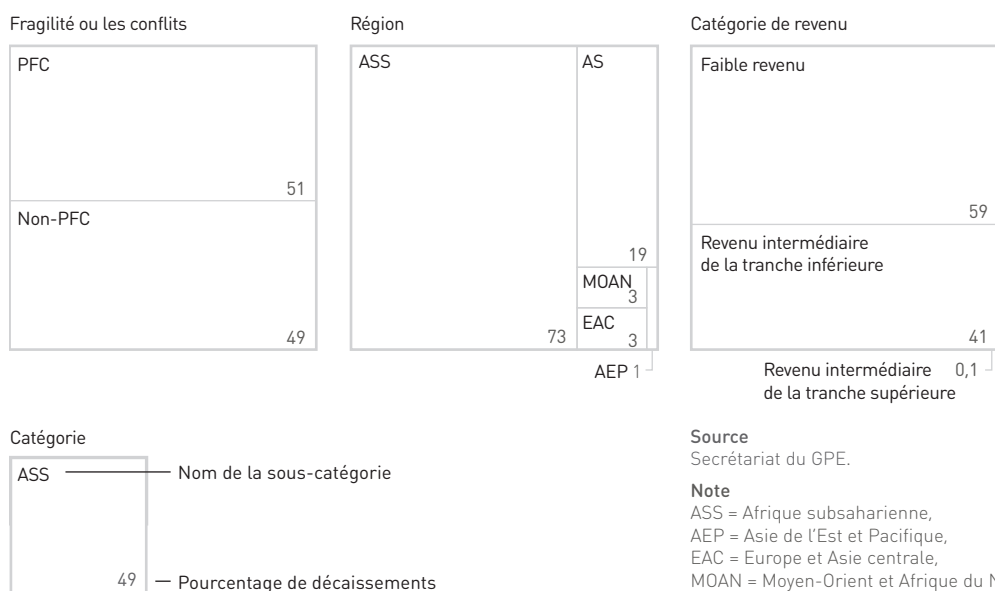 Fragilité ou les conflits
PFC
51
Non-PFC
49
Région
ASS
73
AS
19
MOAN
3
EAC
3
AEP 1
Catégorie de revenu
Faible revenu
59
Revenu intermédiaire
de la tranche inférieure
41
Revenu intermédiaire 0,1
de la tranche supérieure
Catégorie
ASS
Nom de la sous-catégorie
49
Pourcentage de décaissements
Source
Secrétariat du GPE.
Note
ASS = Afrique subsaharienne,
AEP = Asie de l'Est et Pacifique,
EAC = Europe et Asie centrale,
MOAN = Moyen-Orient et Afrique du